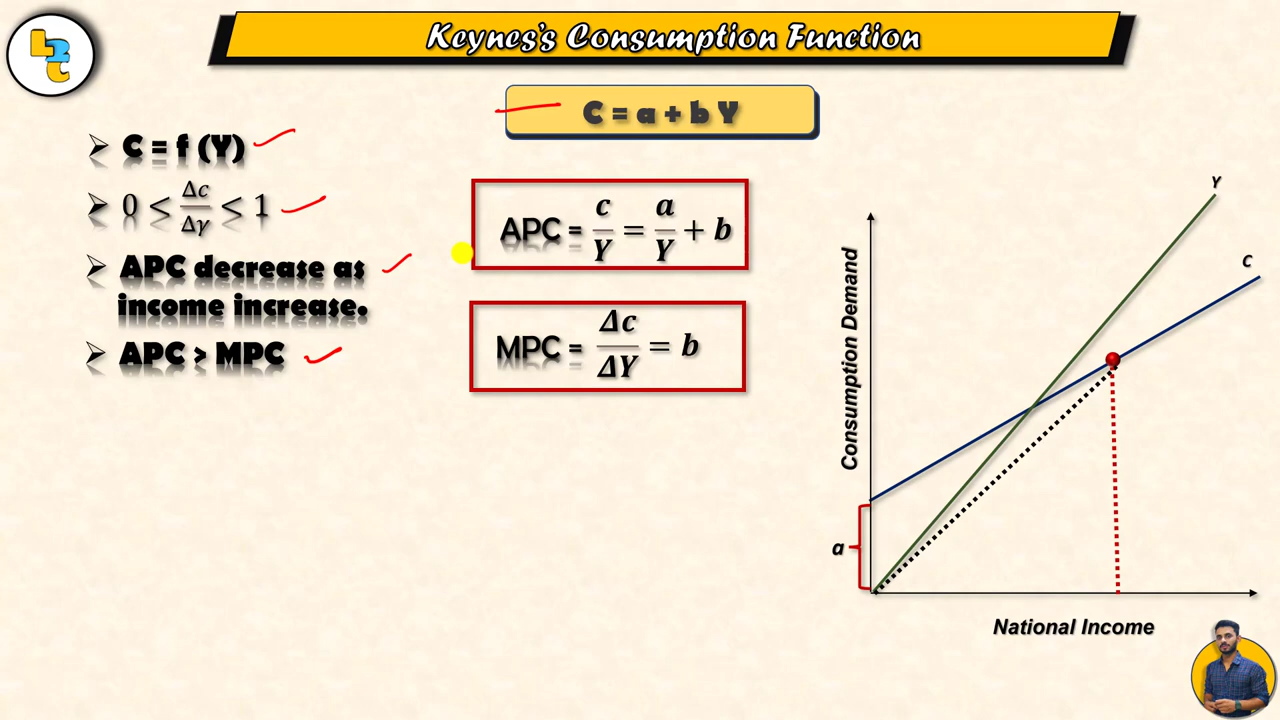 Keynes's Consumption Function
LBC
C = a + b Y
C = f (Y)
0 < Δc/Δy < 1
APC decrease as
income increase.
APC > MPC
APC = c/Y = a/Y + b
MPC = Δc/ΔY = b
Y
C
Consumption Demand
a
National Income